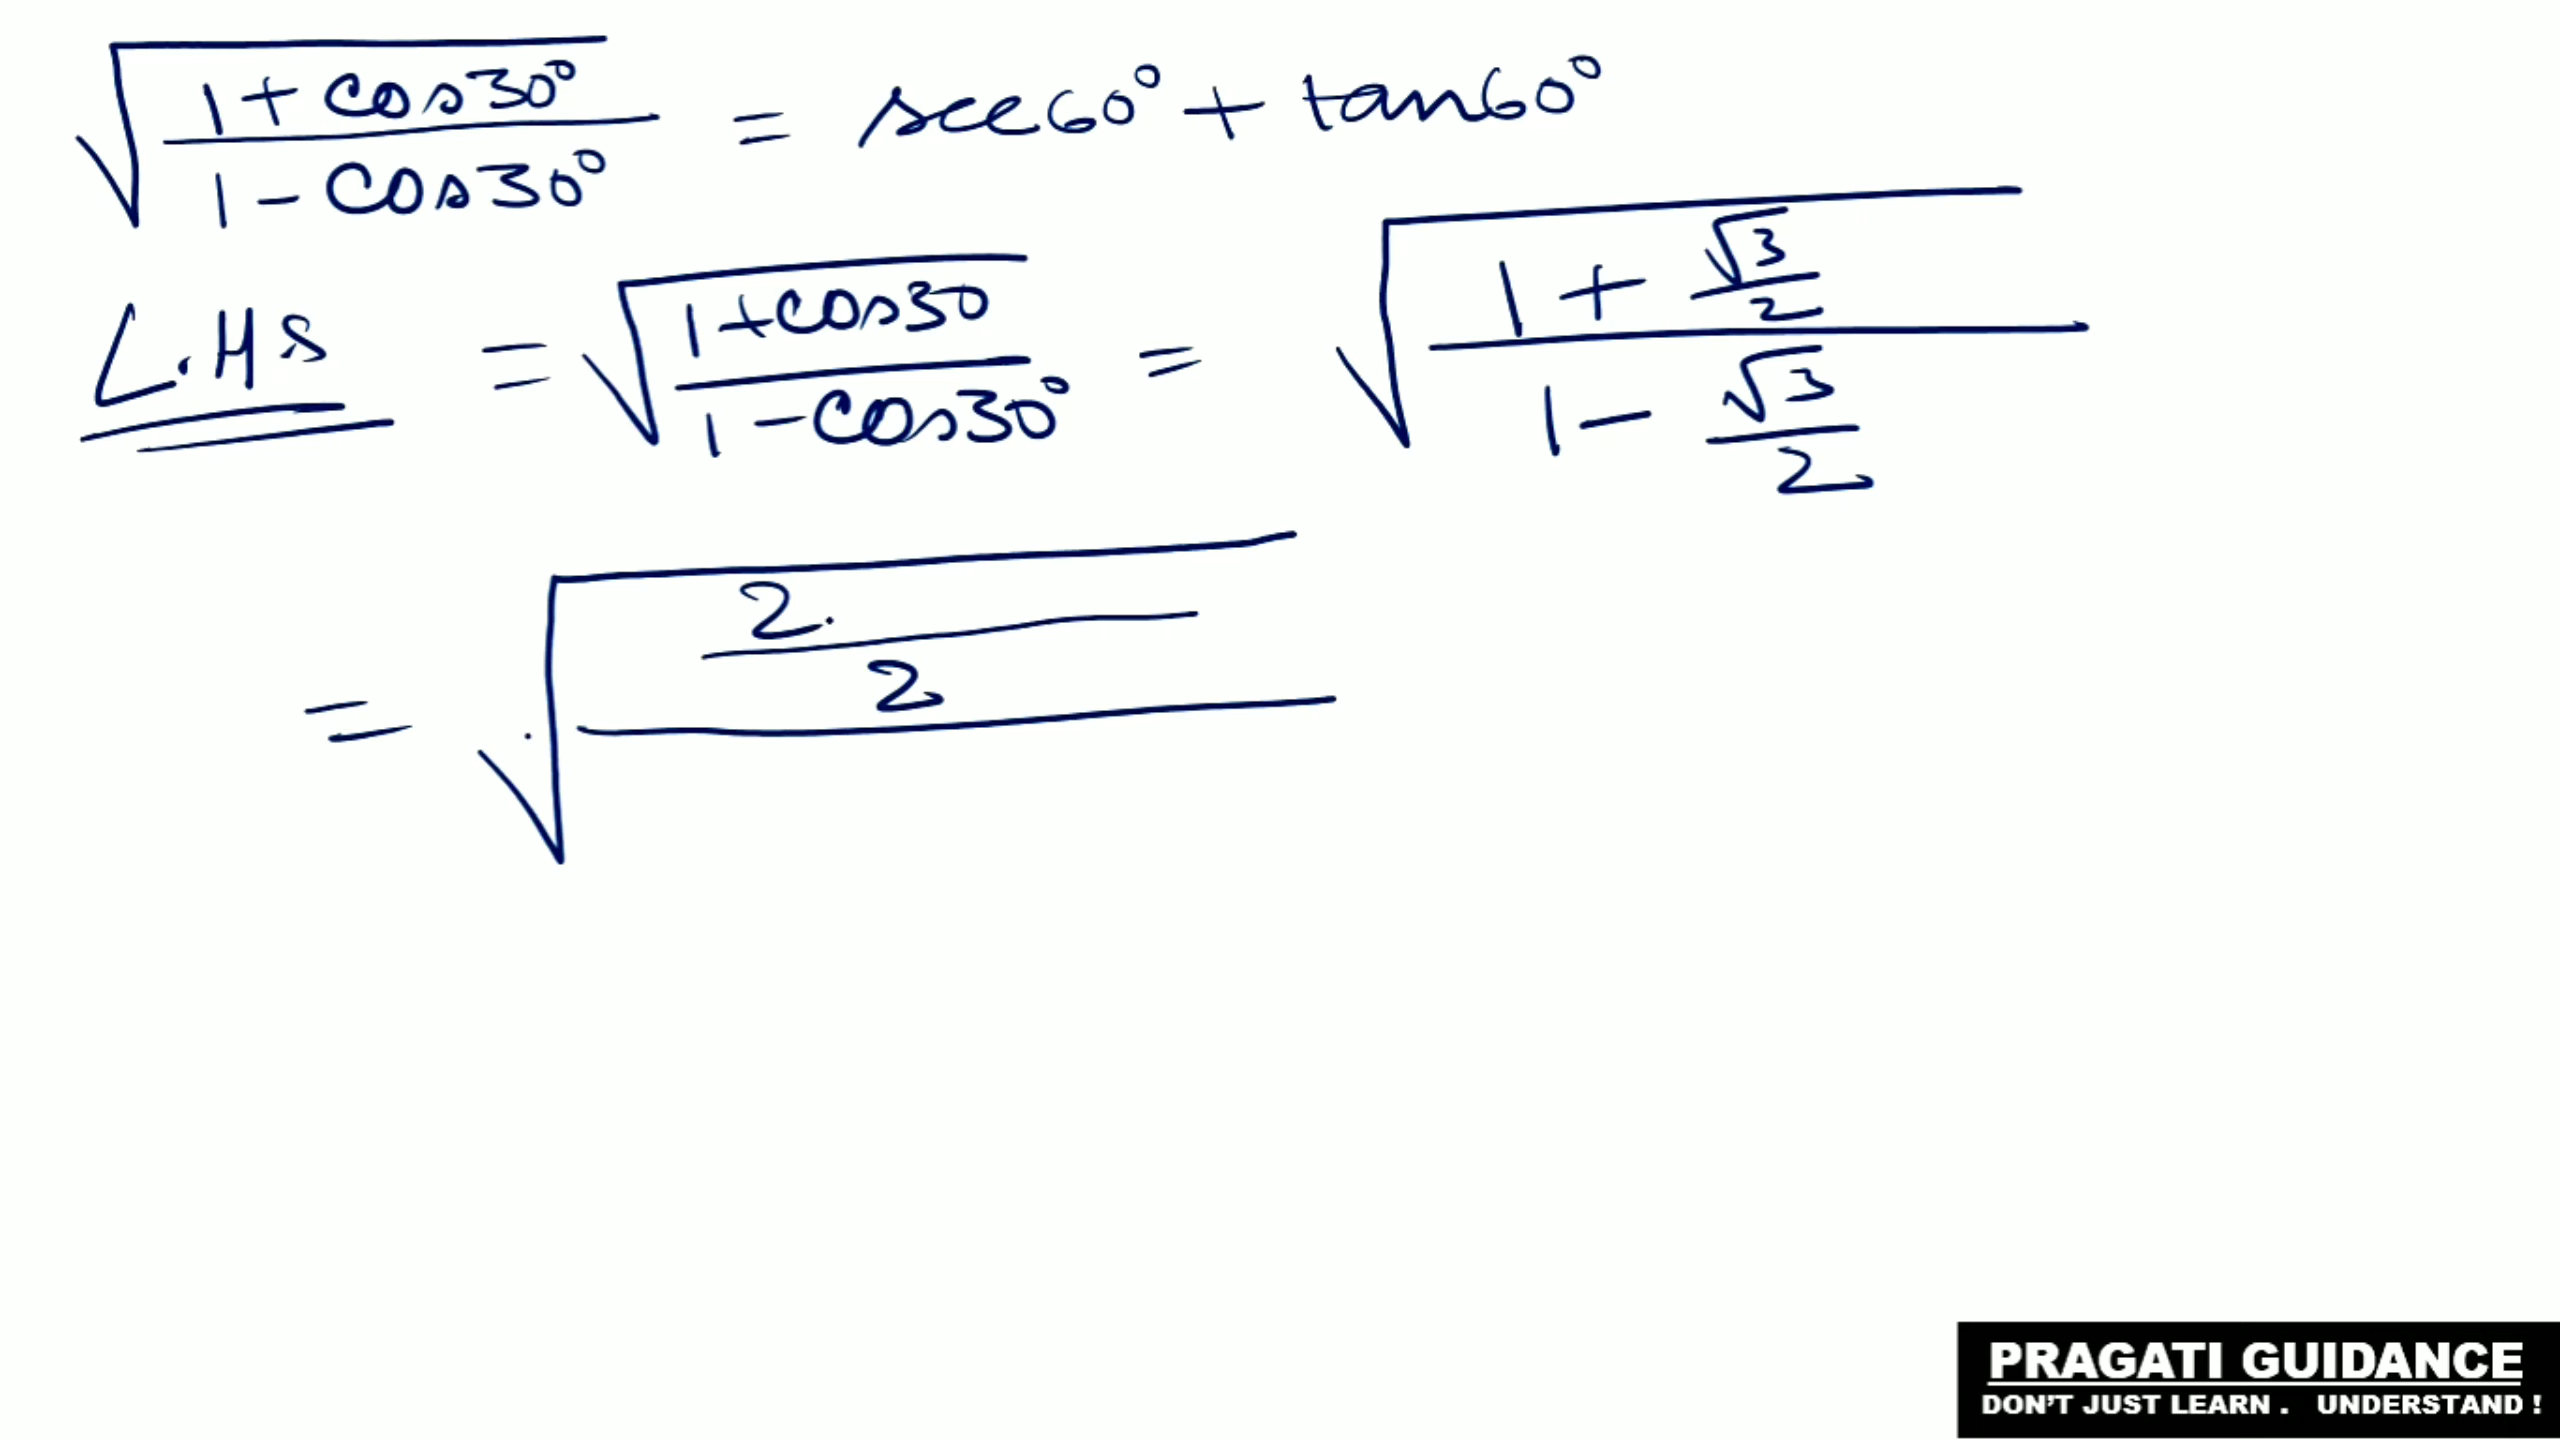 √((1 + cos30°)/(1 - cos30°)) = sec60° + tan60°
L.HS = √((1+cos30)/(1-cos30°)) = √((1 + √3/2)/(1 - √3/2))
= √((2.)/2
PRAGATI GUIDANCE
DON'T JUST LEARN . UNDERSTAND !